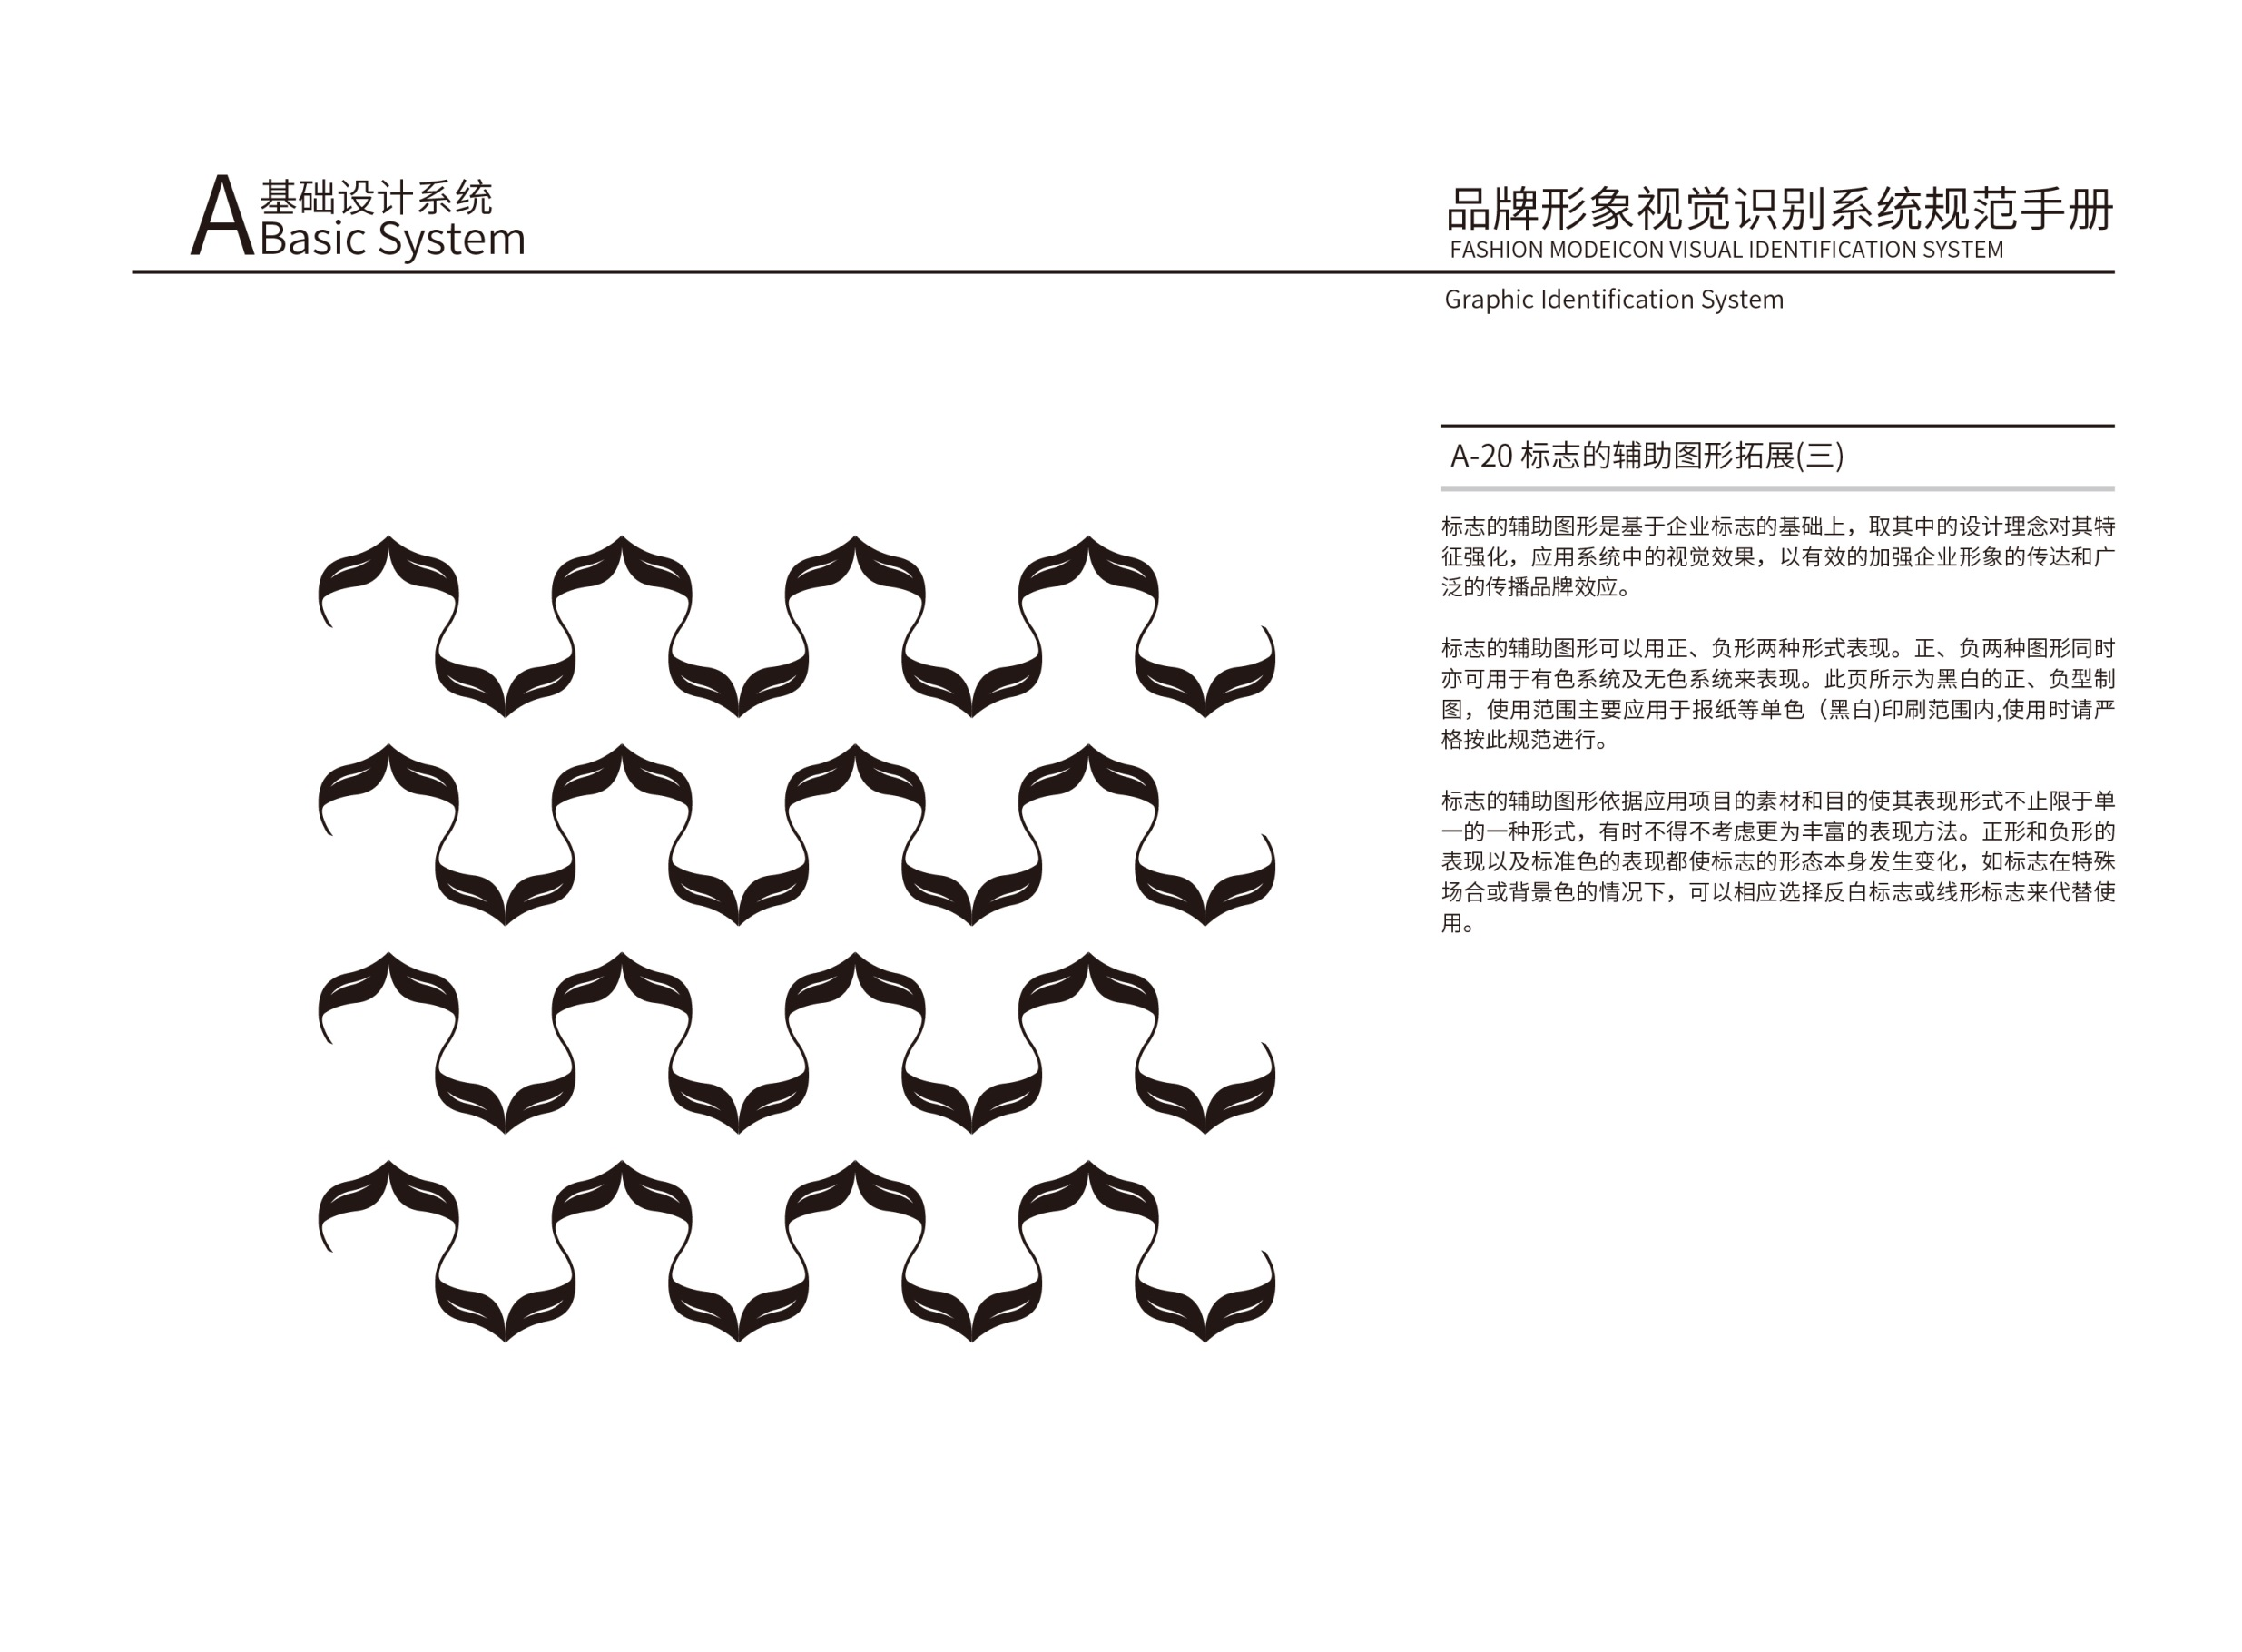 A
基础设计系统
Basic System
品牌形象视觉识别系统规范手册
FASHION MODEICON VISUAL IDENTIFICATION SYSTEM
Graphic Identification System
A-20 标志的辅助图形拓展(三)
标志的辅助图形是基于企业标志的基础上，取其中的设计理念对其特
征强化，应用系统中的视觉效果，以有效的加强企业形象的传达和广
泛的传播品牌效应。
标志的辅助图形可以用正、负形两种形式表现。正、负两种图形同时
亦可用于有色系统及无色系统来表现。此页所示为黑白的正、负型制
图，使用范围主要应用于报纸等单色（黑白)印刷范围内,使用时请严
格按此规范进行。
标志的辅助图形依据应用项目的素材和目的使其表现形式不止限于单
一的一种形式，有时不得不考虑更为丰富的表现方法。正形和负形的
表现以及标准色的表现都使标志的形态本身发生变化，如标志在特殊
场合或背景色的情况下，可以相应选择反白标志或线形标志来代替使
用。